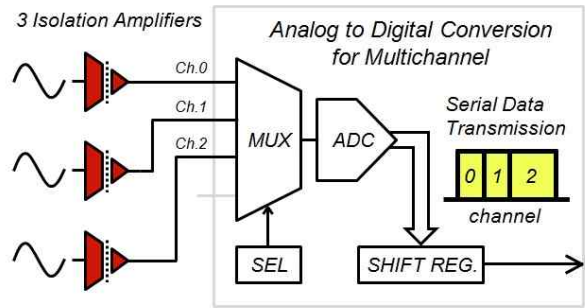 3 Isolation Amplifiers
Analog to Digital Conversion
for Multichannel
Ch.0
Ch.1
Ch.2
MUX
ADC
Serial Data
Transmission
0 1 2
channel
SEL
SHIFT REG.